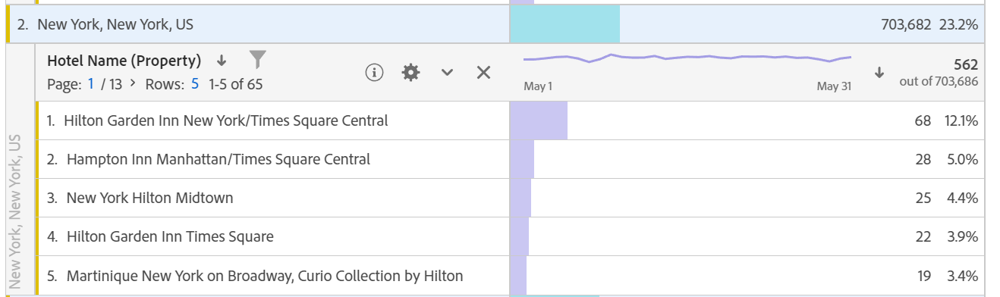 2. New York, New York, US 703,682 23.2%
Hotel Name (Property) 562
Page: 1 / 13 > Rows: 5 1-5 of 65 May 1 May 31 out of 703,686
New York, New York, US
1. Hilton Garden Inn New York/Times Square Central 68 12.1%
2. Hampton Inn Manhattan/Times Square Central 28 5.0%
3. New York Hilton Midtown 25 4.4%
4. Hilton Garden Inn Times Square 22 3.9%
5. Martinique New York on Broadway, Curio Collection by Hilton 19 3.4%